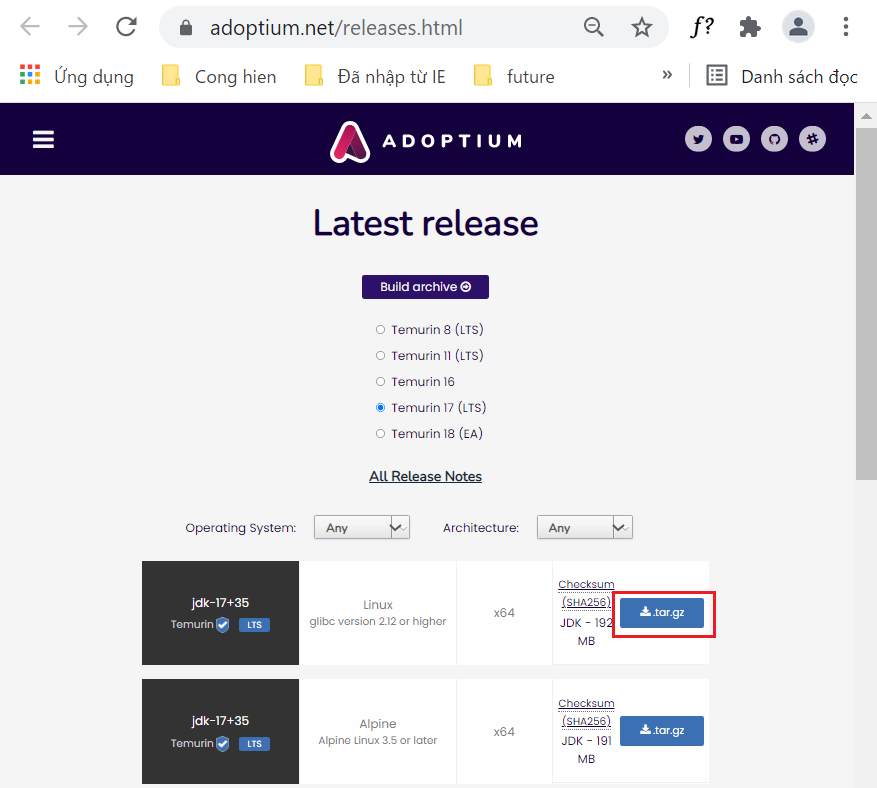 adoptium.net/releases.html
f?
Ứng dụng Cong hien Đã nhập từ IE future » Danh sách đọc
ADOPTIUM
Latest release
Build archive
Temurin 8 (LTS)
Temurin 11 (LTS)
Temurin 16
Temurin 17 (LTS)
Temurin 18 (EA)
All Release Notes
Operating System: Any Architecture: Any
jdk-17+35
Temurin LTS
Linux
glibc version 2.12 or higher
x64
Checksum
(SHA256)
JDK - 192
MB
.tar.gz
jdk-17+35
Temurin LTS
Alpine
Alpine Linux 3.5 or later
x64
Checksum
(SHA256)
JDK - 191
MB
.tar.gz